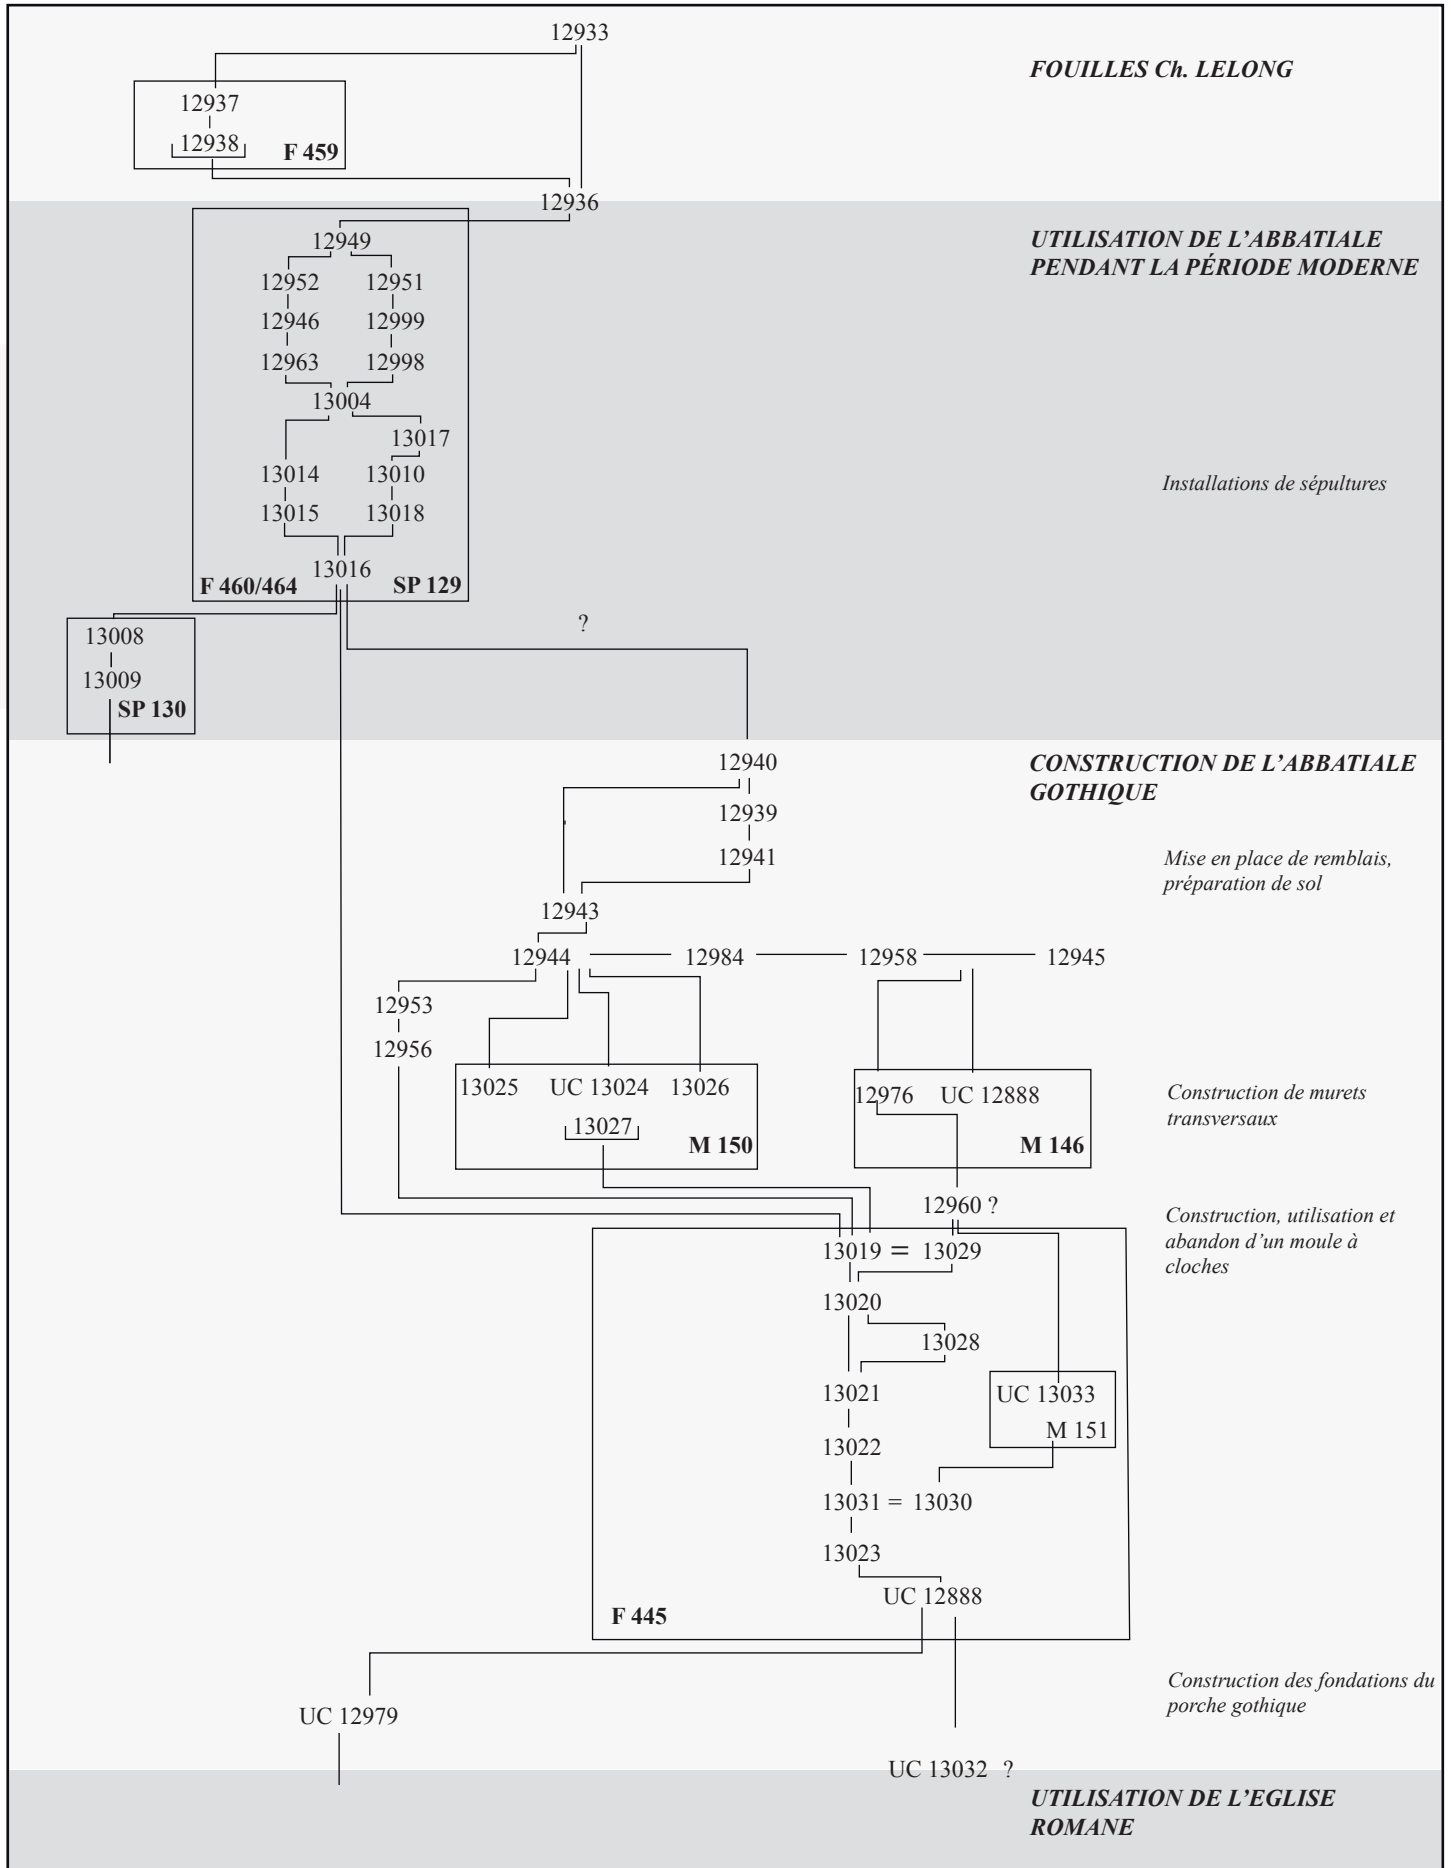 12933
FOUILLES Ch. LELONG
12937
12938
F 459
12936
UTILISATION DE L'ABBATIALE
PENDANT LA PÉRIODE MODERNE
12949
12952 12951
12946 12999
12963 12998
13004
13017
13014 13010
Installations de sépultures
13015 13018
13016
F 460/464 SP 129
?
13008
13009
SP 130
12940
CONSTRUCTION DE L'ABBATIALE
GOTHIQUE
12939
12941
Mise en place de remblais,
préparation de sol
12943
12944 12984 12958 12945
12953
12956
13025 UC 13024 13026
12976 UC 12888
Construction de murets
transversaux
13027
M 150
M 146
12960 ?
Construction, utilisation et
abandon d'un moule à
cloches
13019 = 13029
13020
13028
13021
UC 13033
M 151
13022
13031 = 13030
13023
UC 12888
F 445
Construction des fondations du
porche gothique
UC 12979
UC 13032 ?
UTILISATION DE L'EGLISE
ROMANE